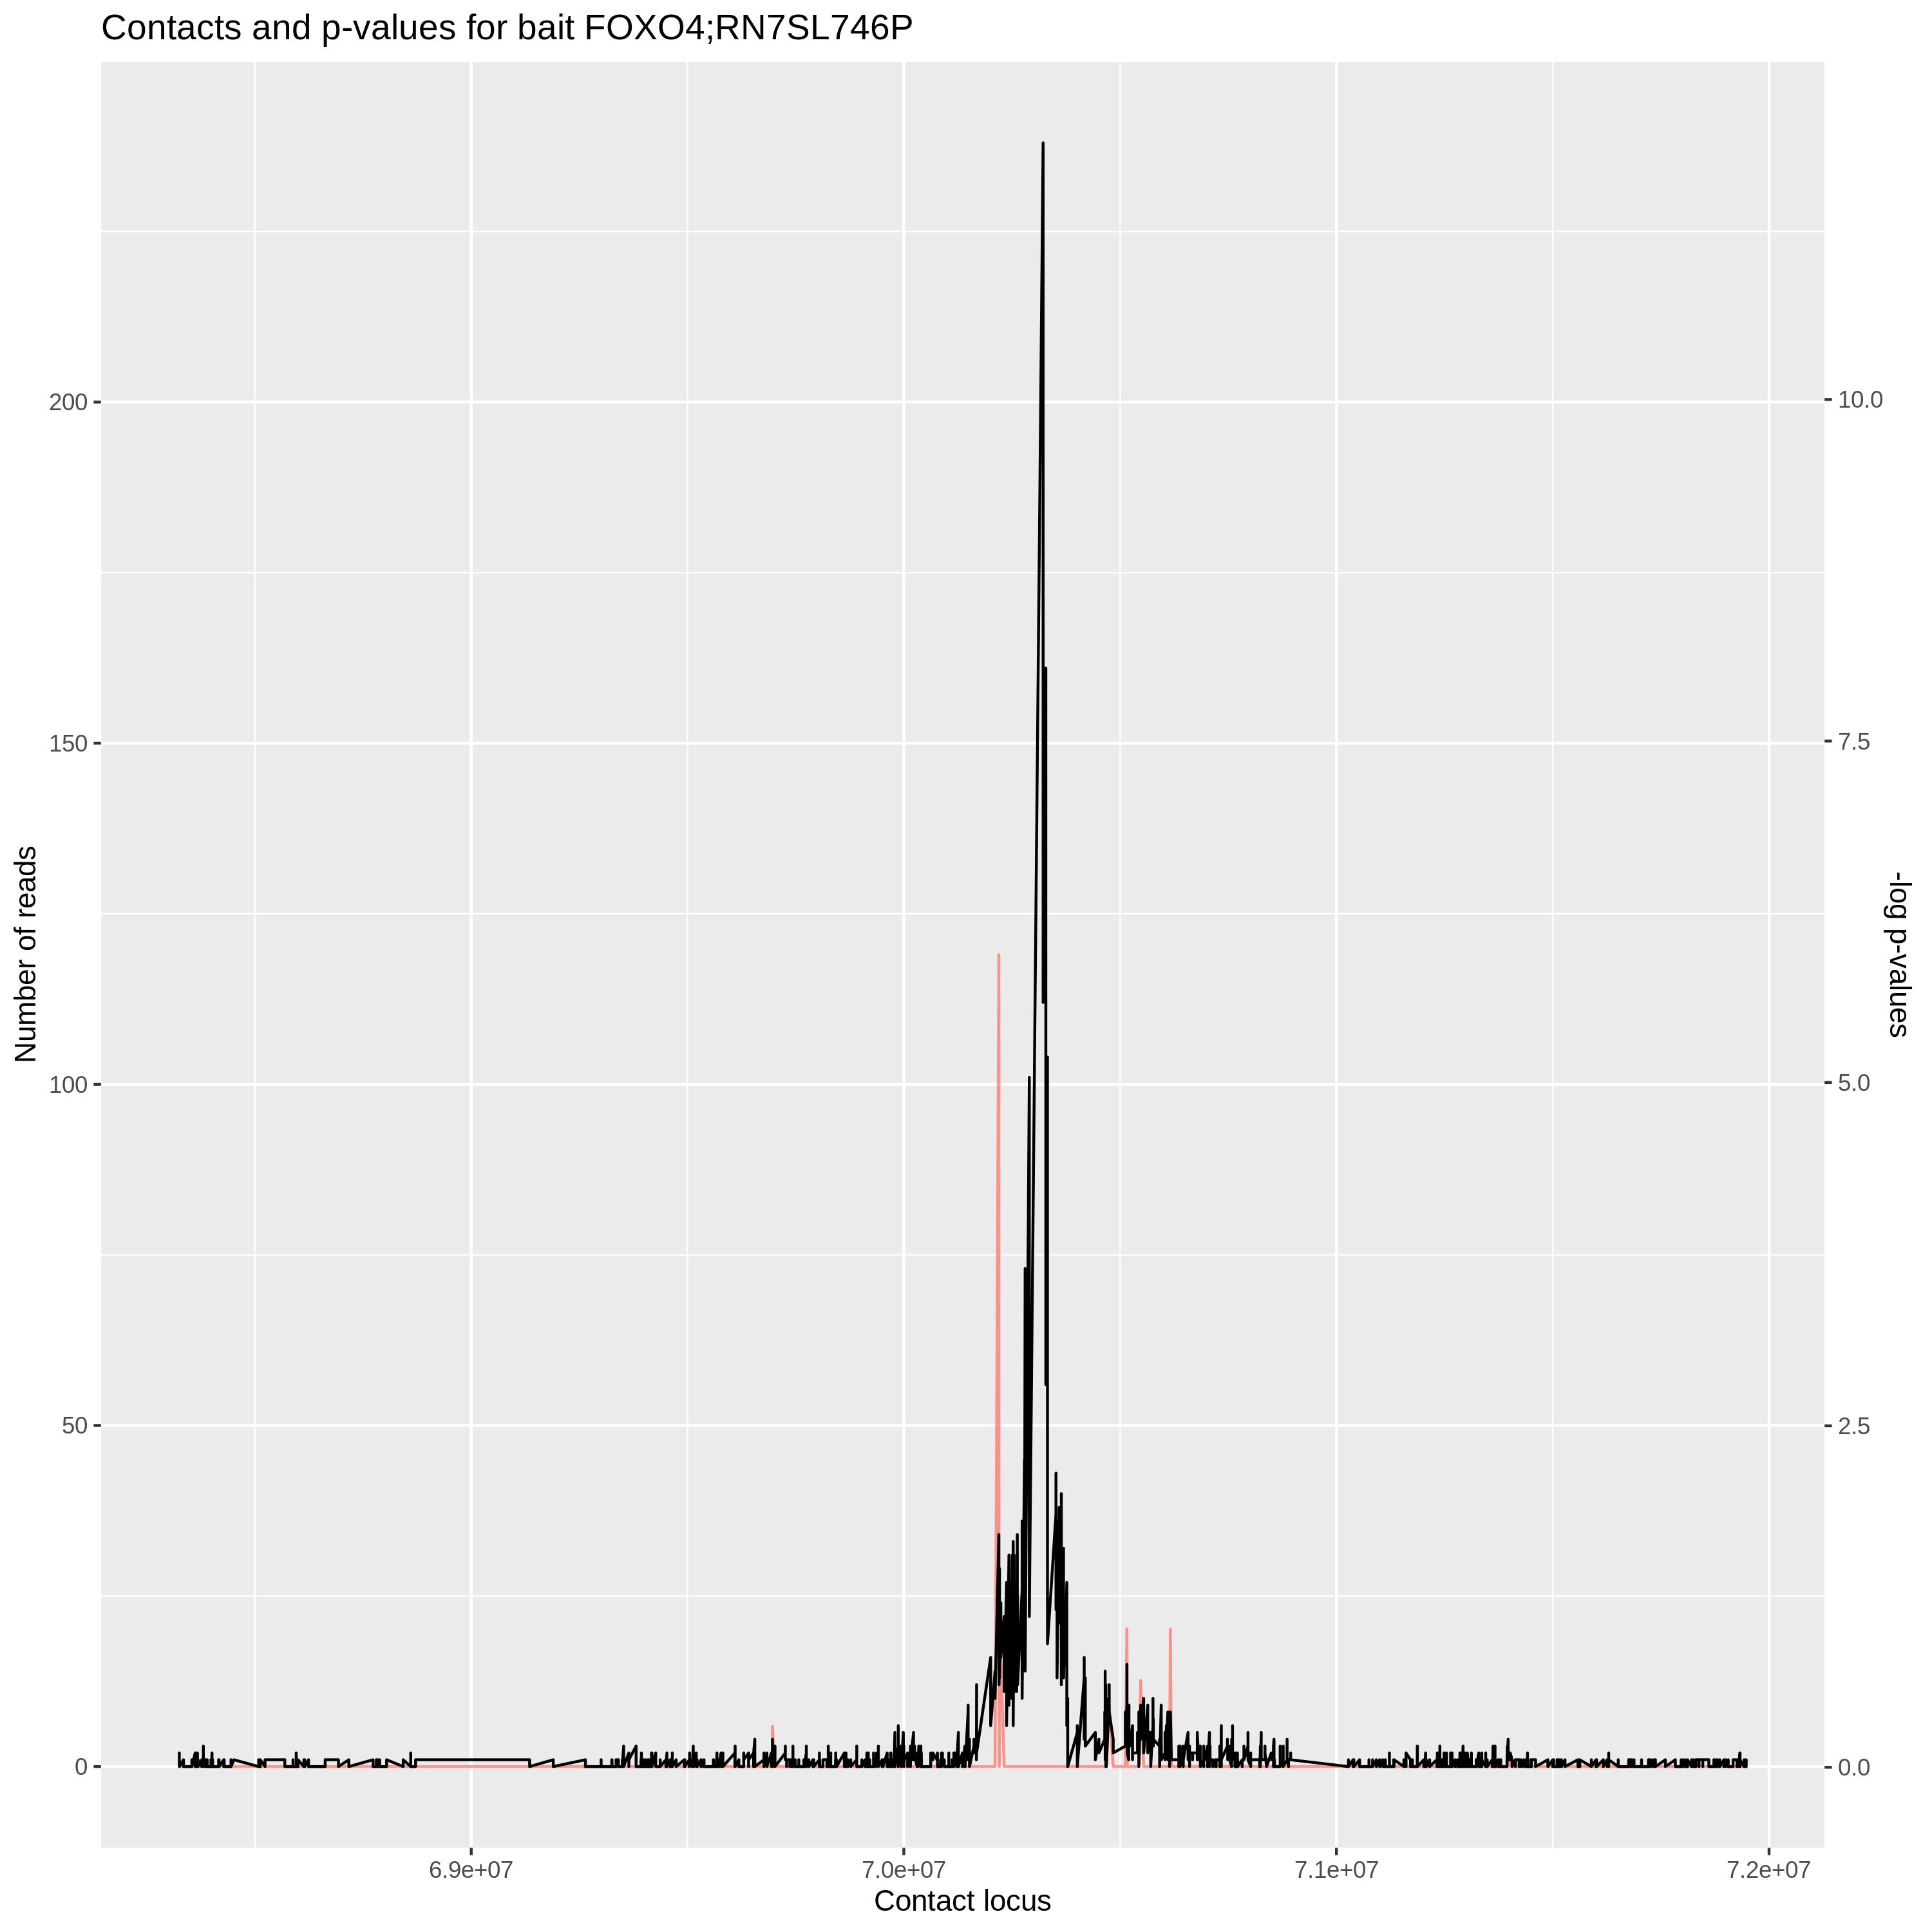 Contacts and p-values for bait FOXO4;RN7SL746P
Number of reads
200
150
100
50
0
10.0
7.5
5.0
2.5
0.0
-log p-values
6.9e+07
7.0e+07
7.1e+07
7.2e+07
Contact locus